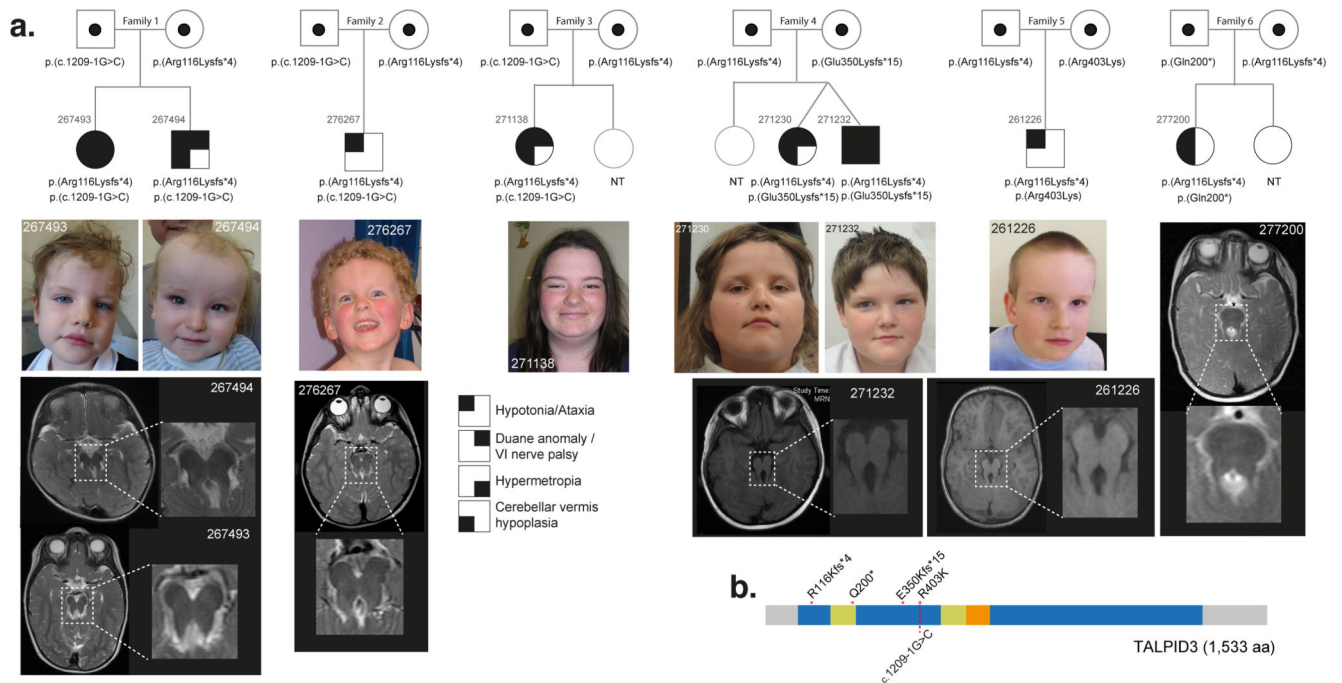 a.
Family 1
p.(c.1209-1G>C)
p.(Arg116Lysfs*4)
267493
267494
p.(Arg116Lysfs*4)
p.(c.1209-1G>C)
p.(Arg116Lysfs*4)
p.(c.1209-1G>C)
Family 2
p.(c.1209-1G>C)
p.(Arg116Lysfs*4)
276267
p.(Arg116Lysfs*4)
p.(c.1209-1G>C)
Family 3
p.(c.1209-1G>C)
p.(Arg116Lysfs*4)
271138
p.(Arg116Lysfs*4)
p.(c.1209-1G>C)
NT
Family 4
p.(Arg116Lysfs*4)
p.(Glu350Lysfs*15)
271230
271232
NT
p.(Arg116Lysfs*4)
p.(Glu350Lysfs*15)
p.(Arg116Lysfs*4)
p.(Glu350Lysfs*15)
Family 5
p.(Arg116Lysfs*4)
p.(Arg403Lys)
261226
p.(Arg116Lysfs*4)
p.(Arg403Lys)
Family 6
p.(Gln200*)
p.(Arg116Lysfs*4)
277200
p.(Arg116Lysfs*4)
p.(Gln200*)
NT
267493
267494
276267
271138
271230
271232
261226
277200
267494
267493
276267
Hypotonia/Ataxia
Duane anomaly /
VI nerve palsy
Hypermetropia
Cerebellar vermis
hypoplasia
Study Time:
MRN
271232
261226
b.
R116Kfs*4
Q200*
E350Kfs*15
R403K
c.1209-1G>C
TALPID3 (1,533 aa)